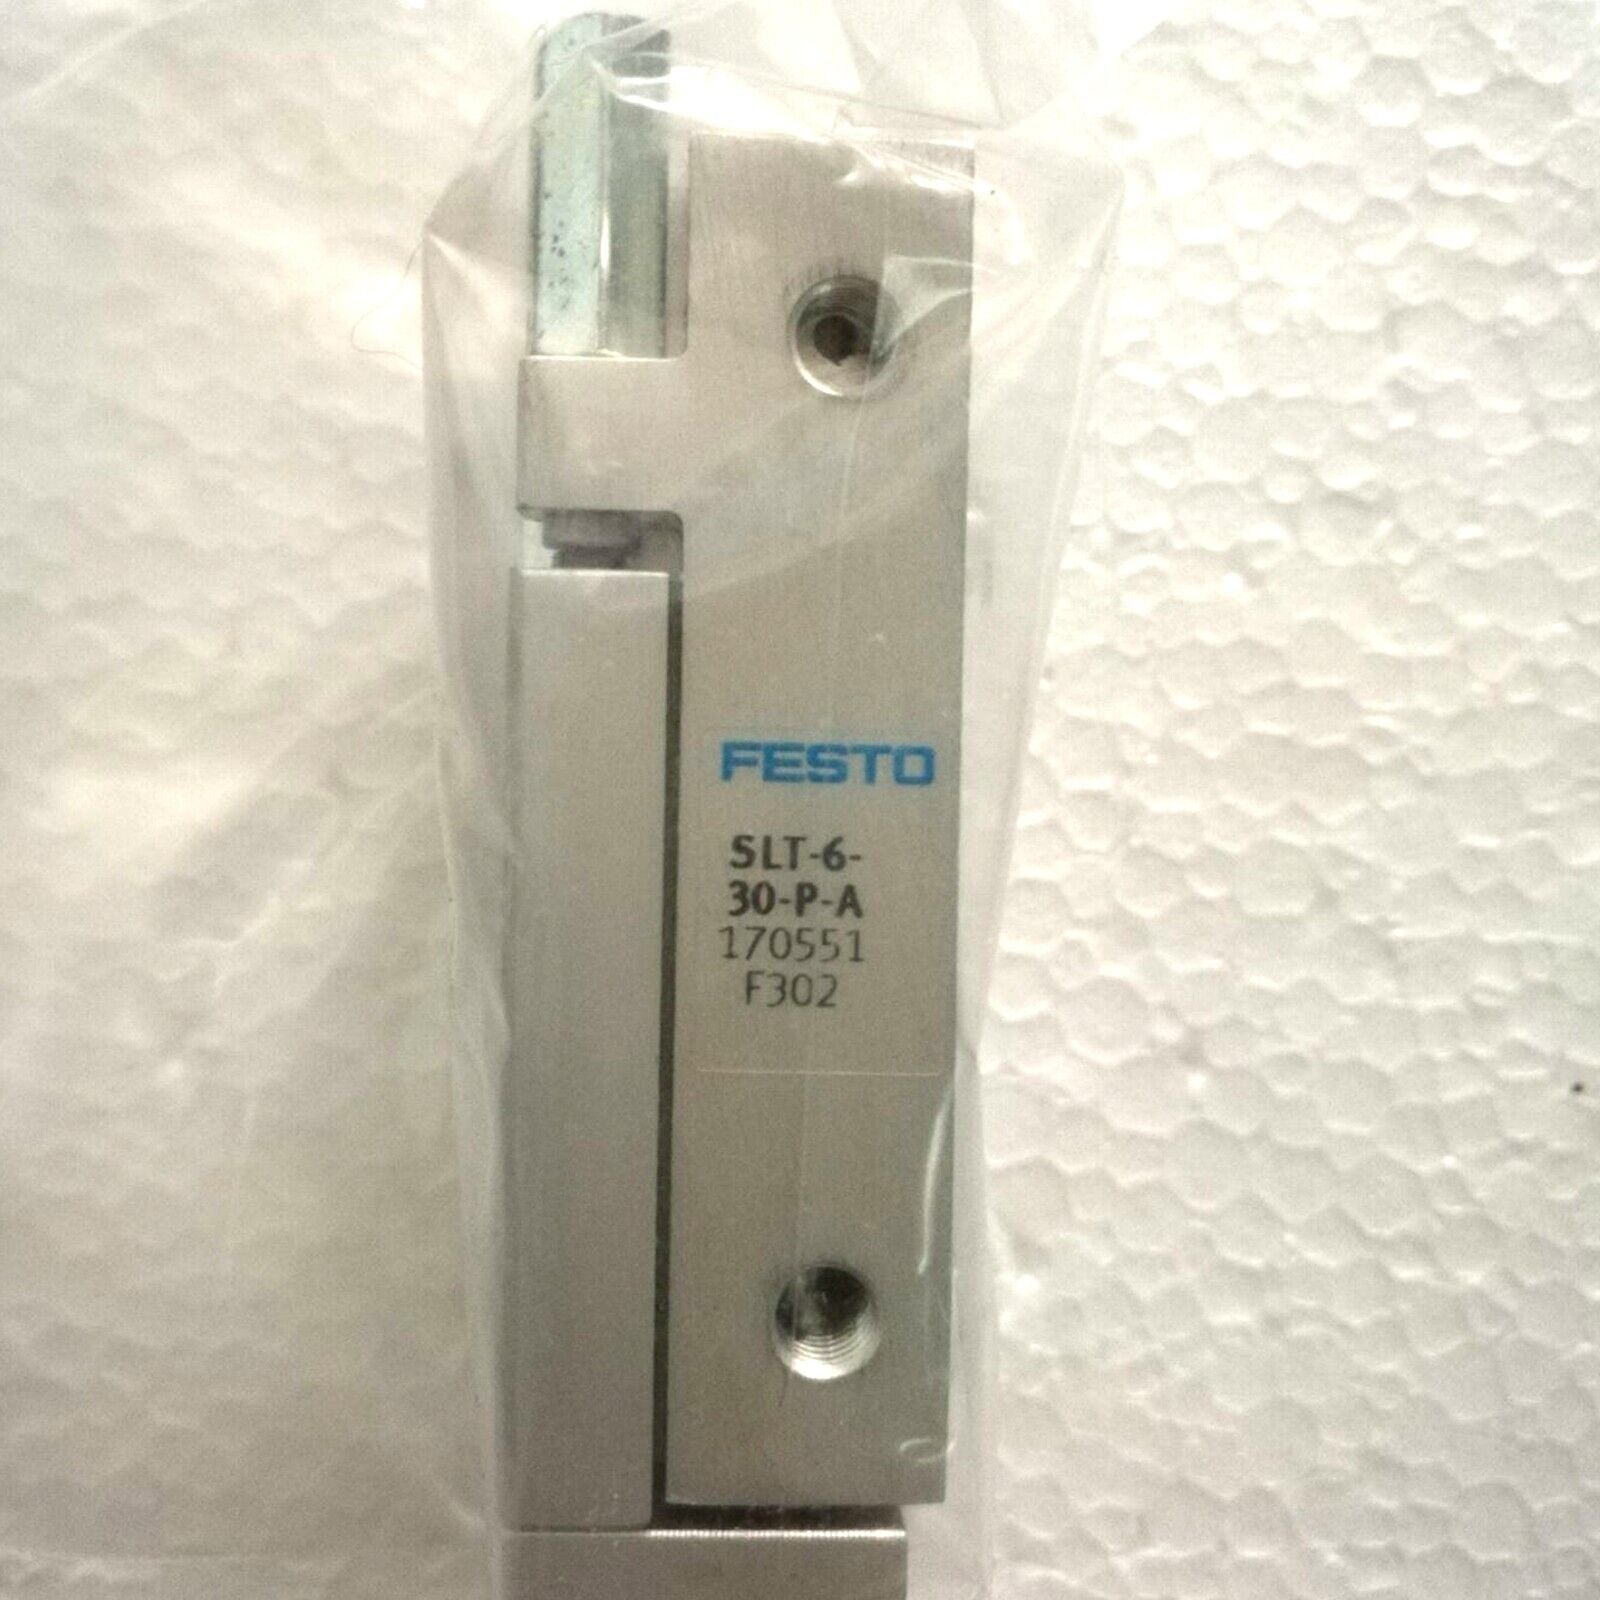 FESTO
SLT-6-
30-P-A
170551
F302